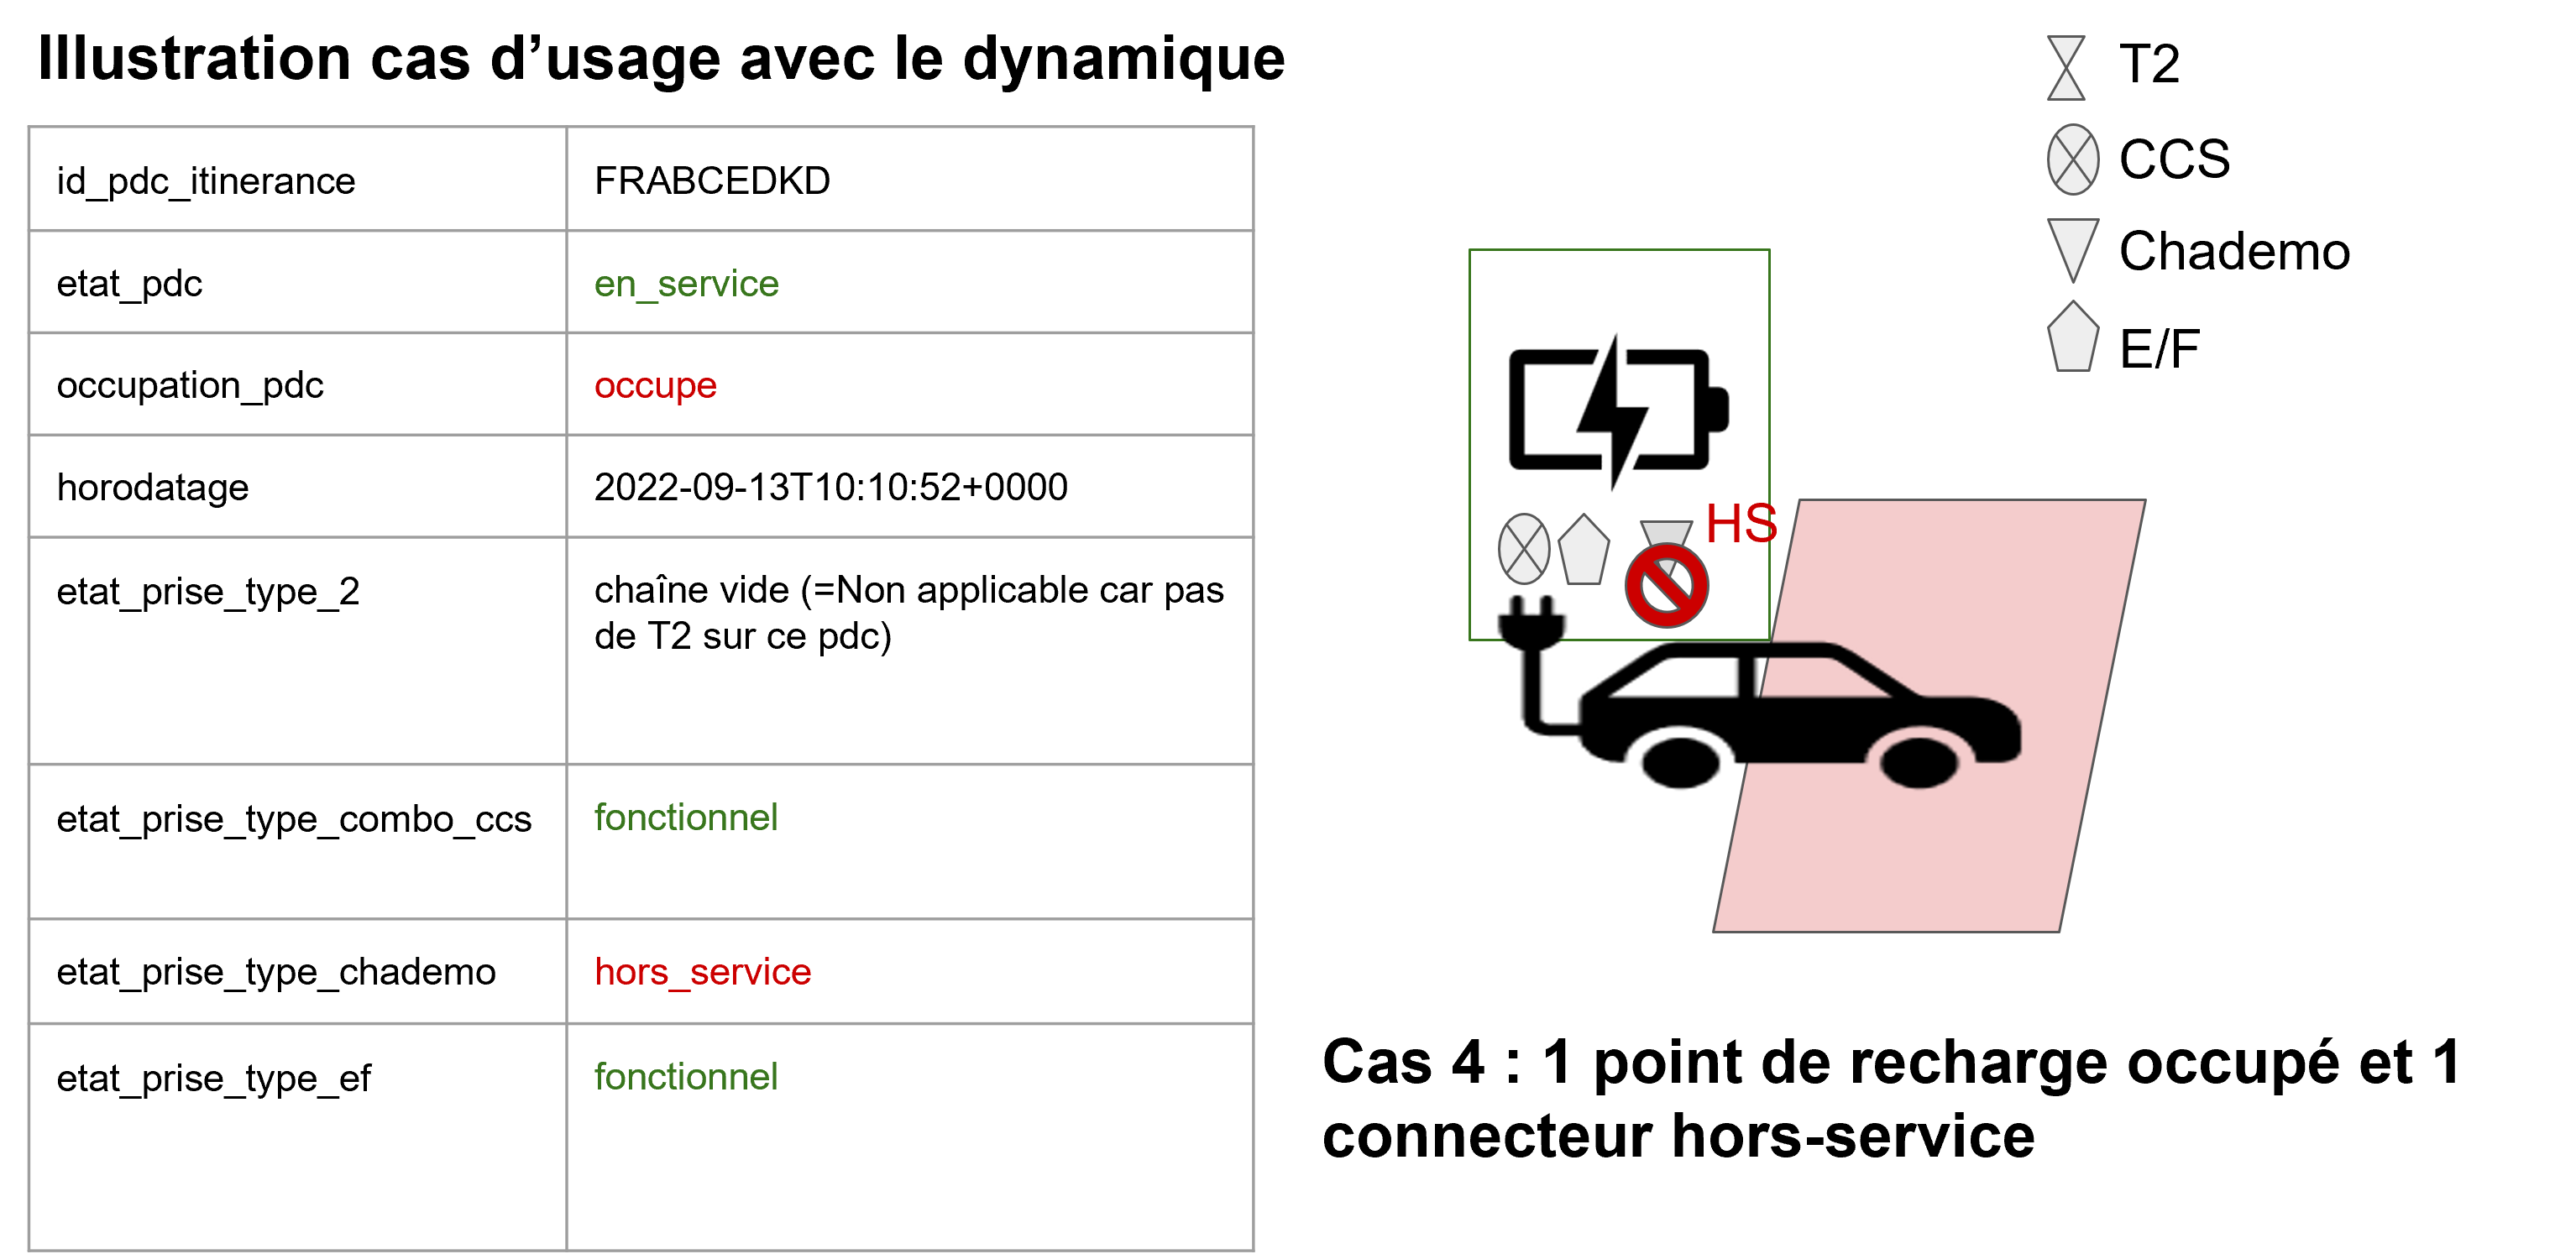 Illustration cas d’usage avec le dynamique
id_pdc_itinerance
FRABCEDKD
etat_pdc
en_service
occupation_pdc
occupe
horodatage
2022-09-13T10:10:52+0000
etat_prise_type_2
chaîne vide (=Non applicable car pas
de T2 sur ce pdc)
etat_prise_type_combo_ccs
fonctionnel
etat_prise_type_chademo
hors_service
etat_prise_type_ef
fonctionnel
T2
CCS
Chademo
E/F
HS
Cas 4 : 1 point de recharge occupé et 1
connecteur hors-service